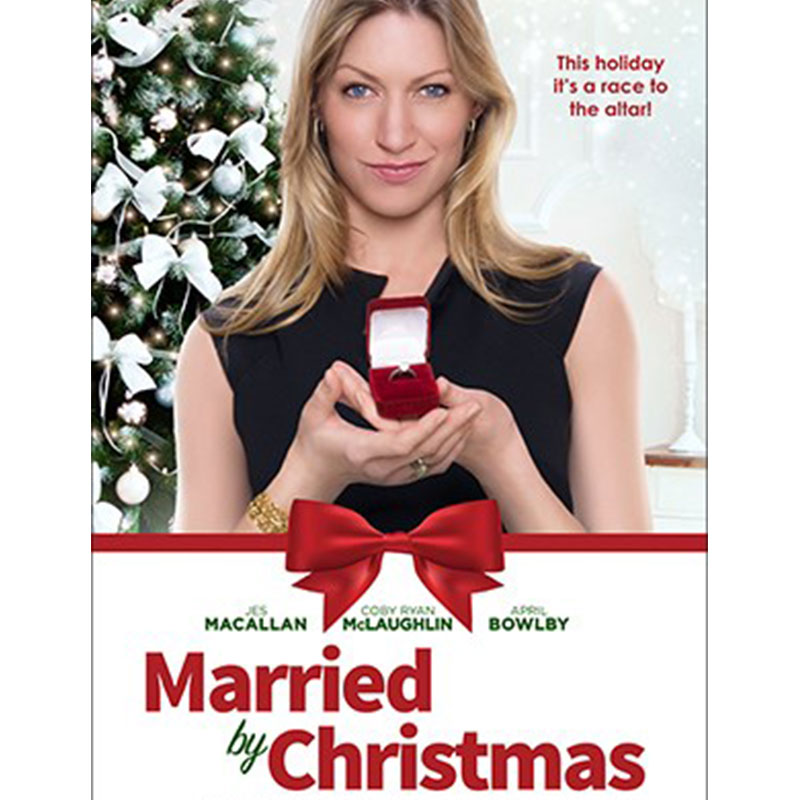 This holiday
it's a race to
the altar!
JES COBY RYAN APRIL
MACALLAN McLAUGHLIN BOWLBY
Married
by Christmas